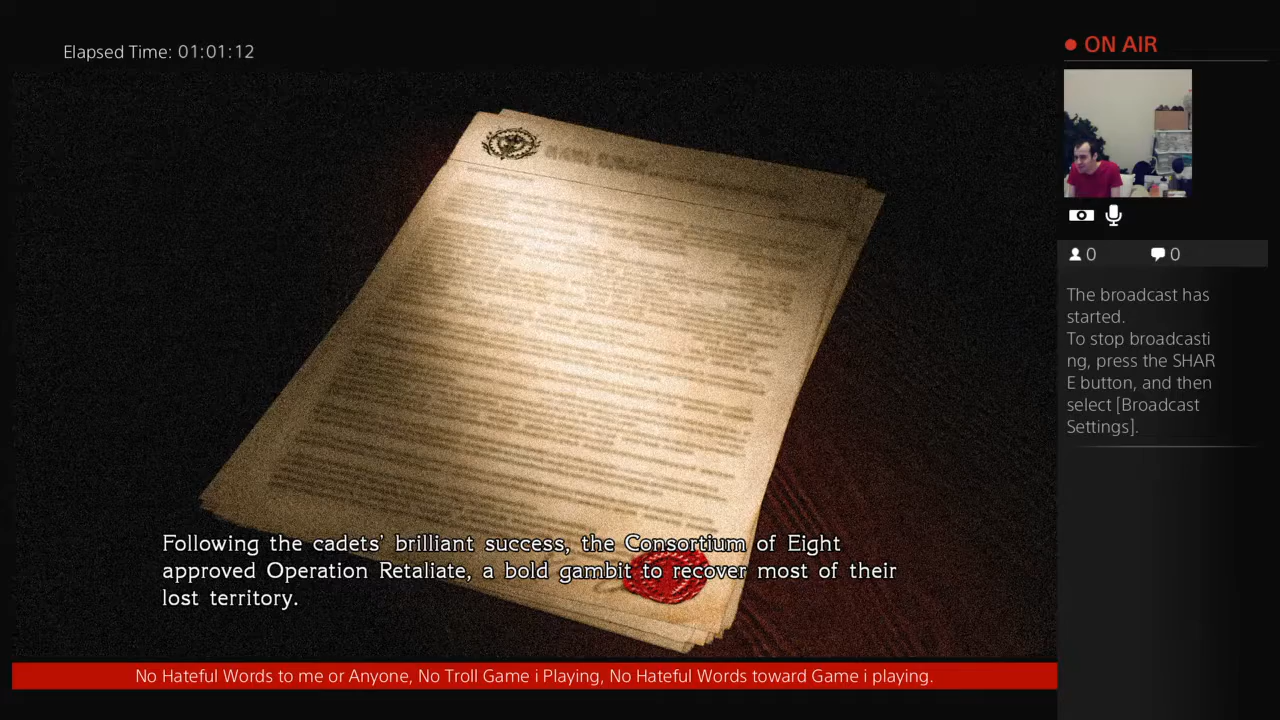 Elapsed Time: 01:01:12
ON AIR
0
0
The broadcast has
started.
To stop broadcasti
ng, press the SHAR
E button, and then
select [Broadcast
Settings].
Following the cadets' brilliant success, the Consortium of Eight
approved Operation Retaliate, a bold gambit to recover most of their
lost territory.
No Hateful Words to me or Anyone, No Troll Game i Playing, No Hateful Words toward Game i playing.